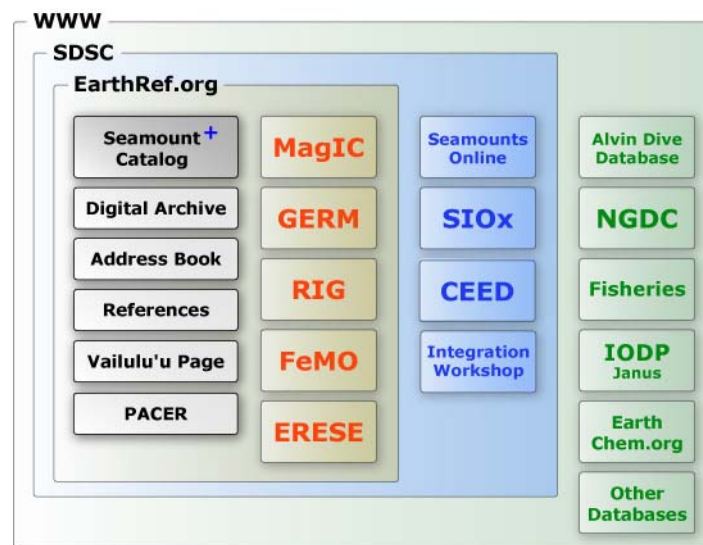 WWW
SDSC
EarthRef.org
Seamount +
Catalog
Digital Archive
Address Book
References
Vailulu'u Page
PACER
MagIC
GERM
RIG
FeMO
ERESE
Seamounts
Online
SIOx
CEED
Integration
Workshop
Alvin Dive
Database
NGDC
Fisheries
IODP
Janus
Earth
Chem.org
Other
Databases